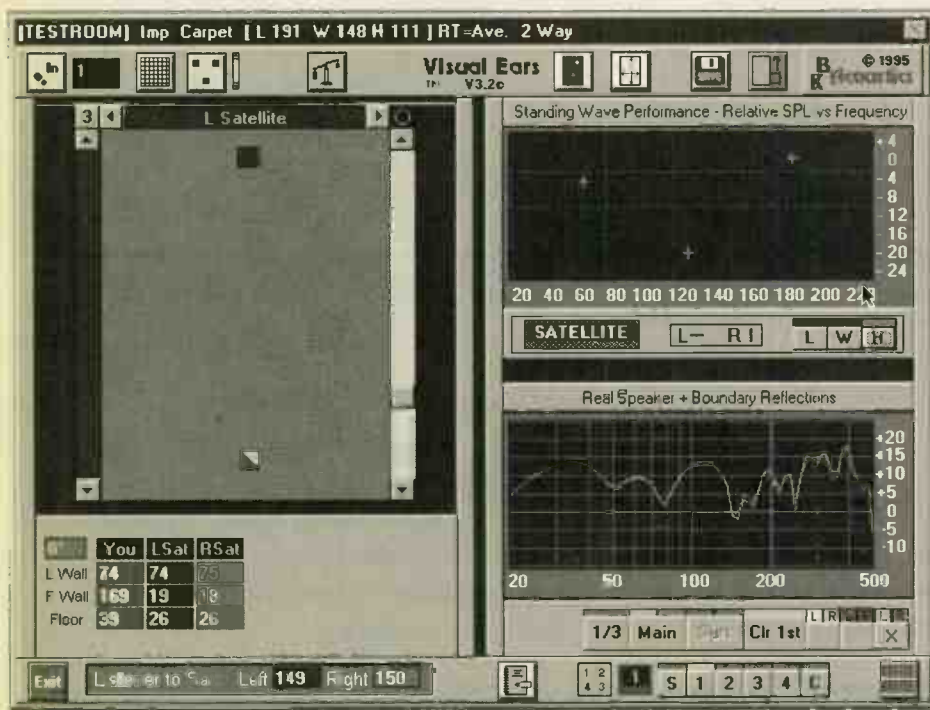 [TESTROOM] Imp Carpet [ L 191 W 148 H 111 ] RT=Ave. 2 Way
In 1 Visual Ears V3.2c SAVE BK Acoustics © 1995
3 L Satellite
Standing Wave Performance - Relative SPL vs Frequency
+4
0
-4
-8
-12
-16
-20
-24
20 40 60 80 100 120 140 160 180 200
SATELLITE L— R I L W H
Real Speaker + Boundary Reflections
+20
+15
+10
+5
0
-5
-10
20 50 100 200 500
You LSat RSat
L Wall 74 74 75
F Wall 169 19
Floor 39 26 26
1/3 Main Clr 1st
Exit Left 149 Right 150 1 2 4 3 S 1 2 3 4